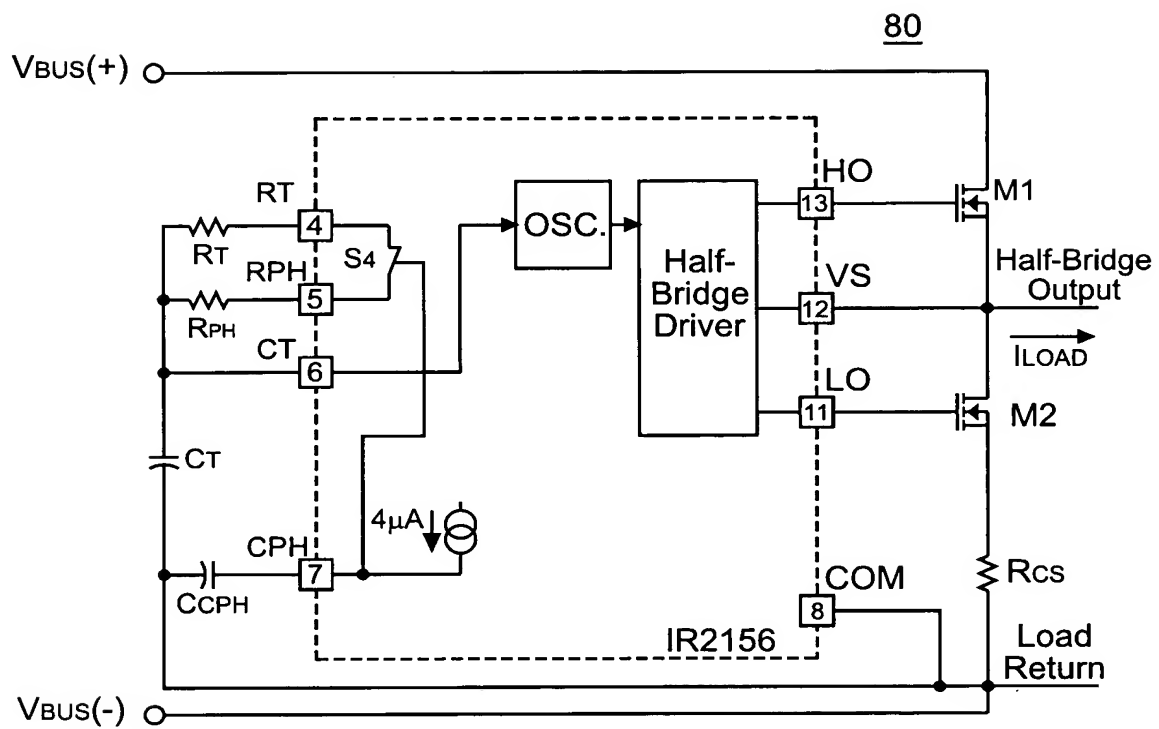 80
VBUS(+)
RT
4
RT
S4
RPH
5
RPH
CT
6
CT
OSC.
Half-
Bridge
Driver
HO
13
M1
VS
12
Half-Bridge
Output
ILOAD
LO
11
M2
4µA
CPH
7
CCPH
COM
8
RCS
IR2156
Load
Return
VBUS(-)